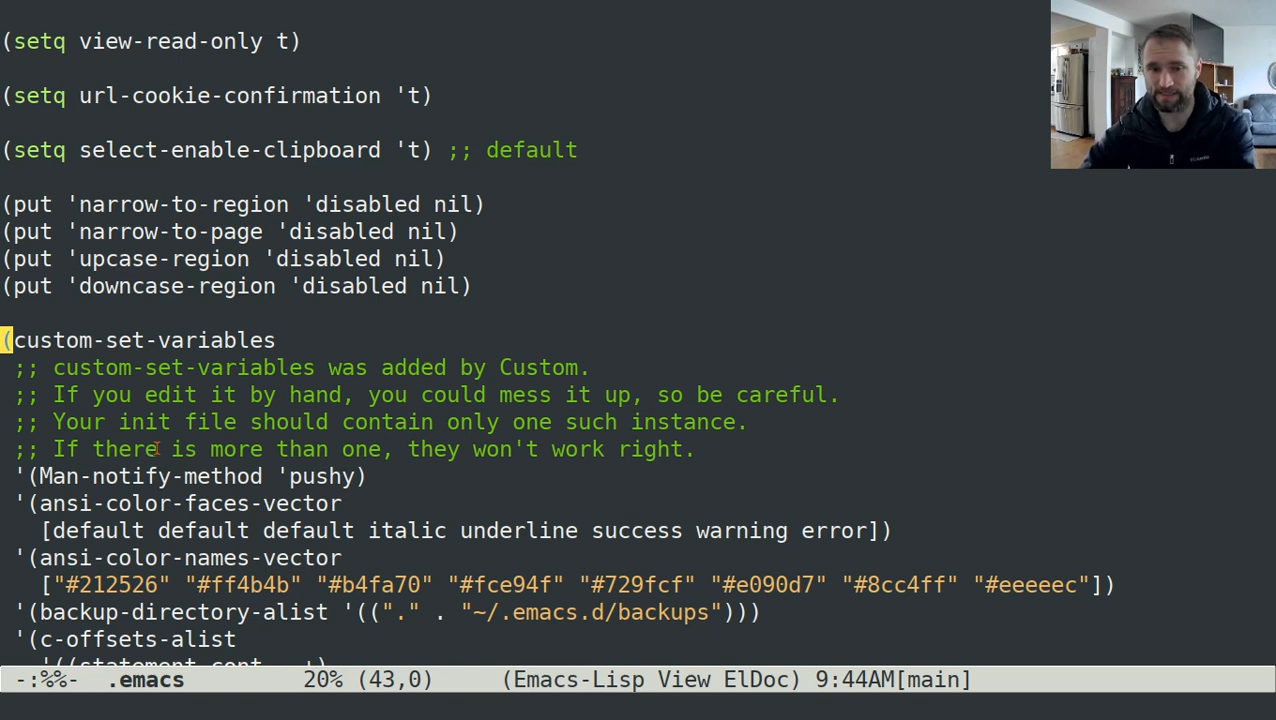 (setq view-read-only t)
(setq url-cookie-confirmation 't)
(setq select-enable-clipboard 't) ;; default
(put 'narrow-to-region 'disabled nil)
(put 'narrow-to-page 'disabled nil)
(put 'upcase-region 'disabled nil)
(put 'downcase-region 'disabled nil)
(custom-set-variables
;; custom-set-variables was added by Custom.
;; If you edit it by hand, you could mess it up, so be careful.
;; Your init file should contain only one such instance.
;; If there is more than one, they won't work right.
'(Man-notify-method 'pushy)
'(ansi-color-faces-vector
[default default default italic underline success warning error])
'(ansi-color-names-vector
["#212526" "#ff4b4b" "#b4fa70" "#fce94f" "#729fcf" "#e090d7" "#8cc4ff" "#eeeeec"])
'(backup-directory-alist '(("." . "~/.emacs.d/backups")))
'(c-offsets-alist
'((statement-cont . +)
-:%%- .emacs 20% (43,0) (Emacs-Lisp View ElDoc) 9:44AM[main]